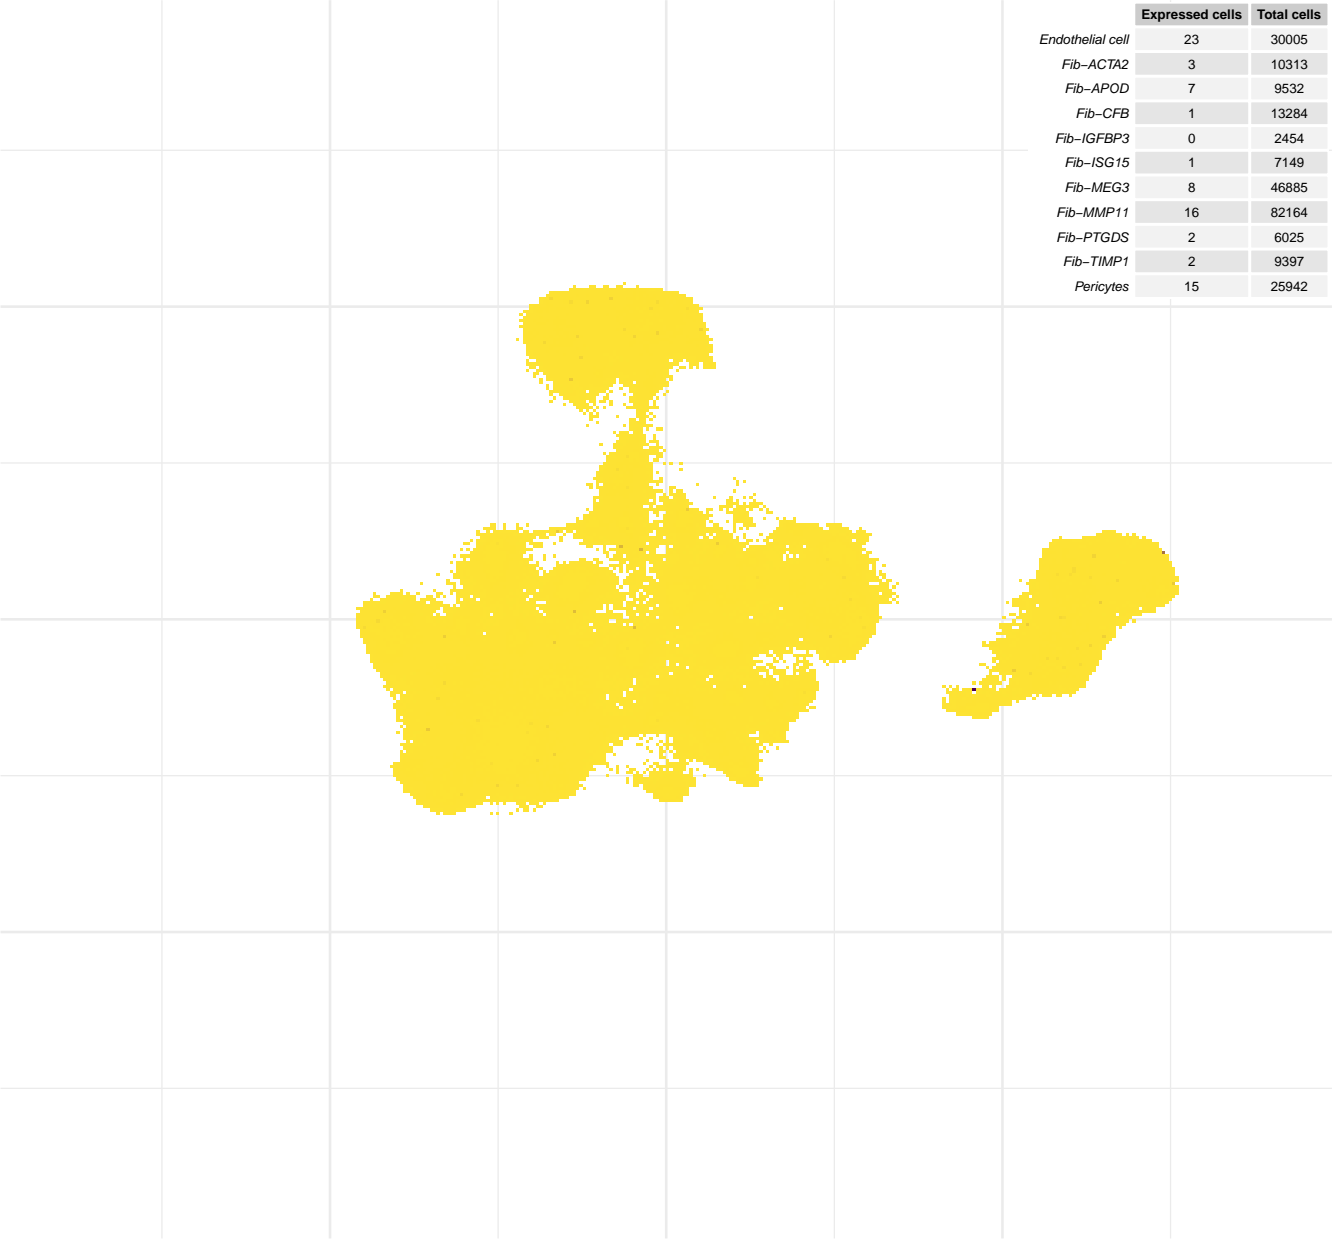 Expressed cells Total cells
Endothelial cell 23 30005
Fib−ACTA2 3 10313
Fib−APOD 7 9532
Fib−CFB 1 13284
Fib−IGFBP3 0 2454
Fib−ISG15 1 7149
Fib−MEG3 8 46885
Fib−MMP11 16 82164
Fib−PTGDS 2 6025
Fib−TIMP1 2 9397
Pericytes 15 25942